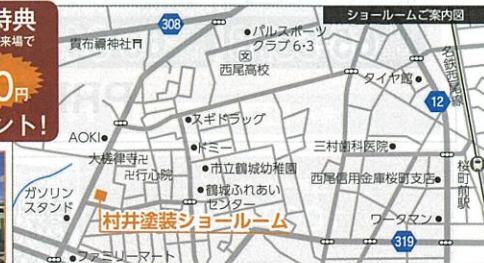 特典
来場で
0円
ント!
ショールームご案内図
308
貴布禰神社
パルスポーツ
クラブ6・3
文
西尾高校
名鉄西尾線
タイヤ館
12
スギドラッグ
AOKI
ドミー
三村歯科医院
大槎律寺卍
卍行心院
市立鶴城幼稚園
西尾信用金庫桜町支店
桜町前駅
ガソリン
スタンド
鶴城ふれあい
センター
村井塗装ショールーム
ワークマン
319
ファミリーマート